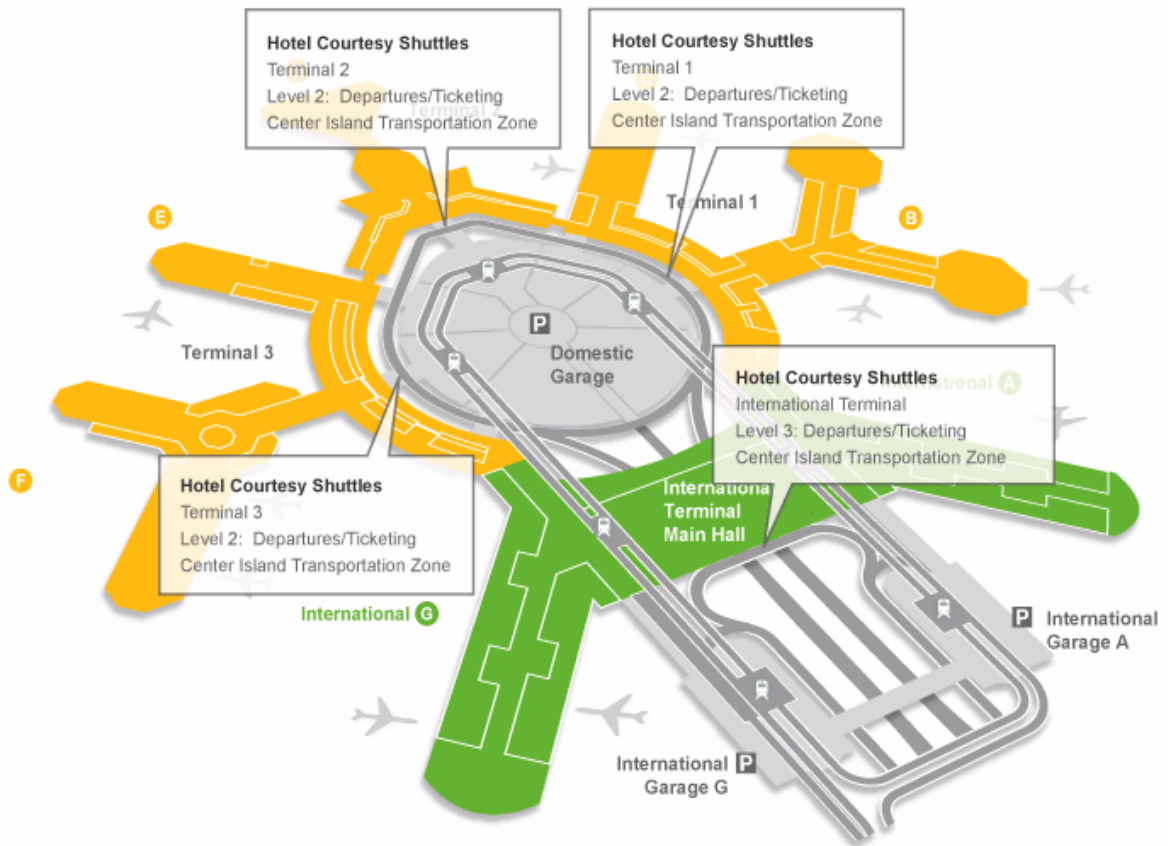 Hotel Courtesy Shuttles
Terminal 2
Level 2: Departures/Ticketing
Center Island Transportation Zone
Hotel Courtesy Shuttles
Terminal 1
Level 2: Departures/Ticketing
Center Island Transportation Zone
Terminal 2
C
Terminal 1
E
B
P
Domestic
Garage
Terminal 3
Hotel Courtesy Shuttles
International Terminal
Level 3: Departures/Ticketing
Center Island Transportation Zone
International A
F
Hotel Courtesy Shuttles
Terminal 3
Level 2: Departures/Ticketing
Center Island Transportation Zone
Internationa
Terminal
Main Hall
International G
P International
Garage A
International P
Garage G